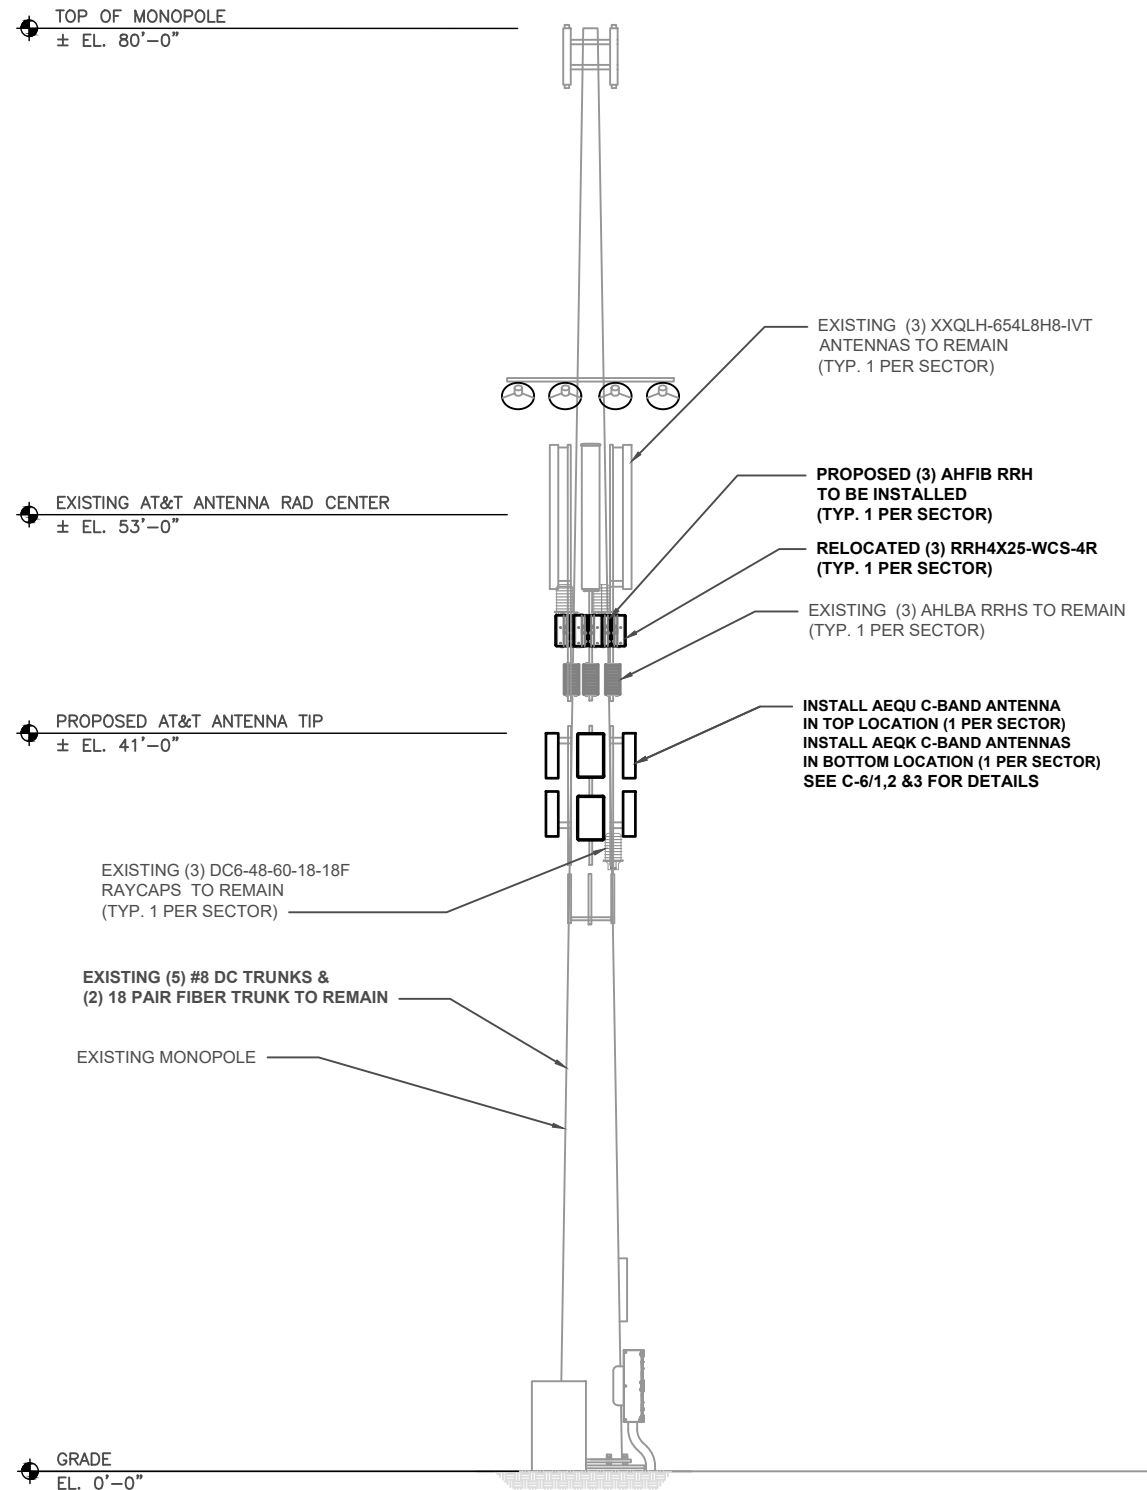 TOP OF MONOPOLE
± EL. 80'-0"
EXISTING (3) XXQLH-654L8H8-IVT
ANTENNAS TO REMAIN
(TYP. 1 PER SECTOR)
PROPOSED (3) AHFIB RRH
TO BE INSTALLED
(TYP. 1 PER SECTOR)
EXISTING AT&T ANTENNA RAD CENTER
± EL. 53'-0"
RELOCATED (3) RRH4X25-WCS-4R
(TYP. 1 PER SECTOR)
EXISTING (3) AHLBA RRHS TO REMAIN
(TYP. 1 PER SECTOR)
PROPOSED AT&T ANTENNA TIP
± EL. 41'-0"
INSTALL AEQU C-BAND ANTENNA
IN TOP LOCATION (1 PER SECTOR)
INSTALL AEQK C-BAND ANTENNAS
IN BOTTOM LOCATION (1 PER SECTOR)
SEE C-6/1,2 &3 FOR DETAILS
EXISTING (3) DC6-48-60-18-18F
RAYCAPS TO REMAIN
(TYP. 1 PER SECTOR)
EXISTING (5) #8 DC TRUNKS &
(2) 18 PAIR FIBER TRUNK TO REMAIN
EXISTING MONOPOLE
GRADE
EL. 0'-0"